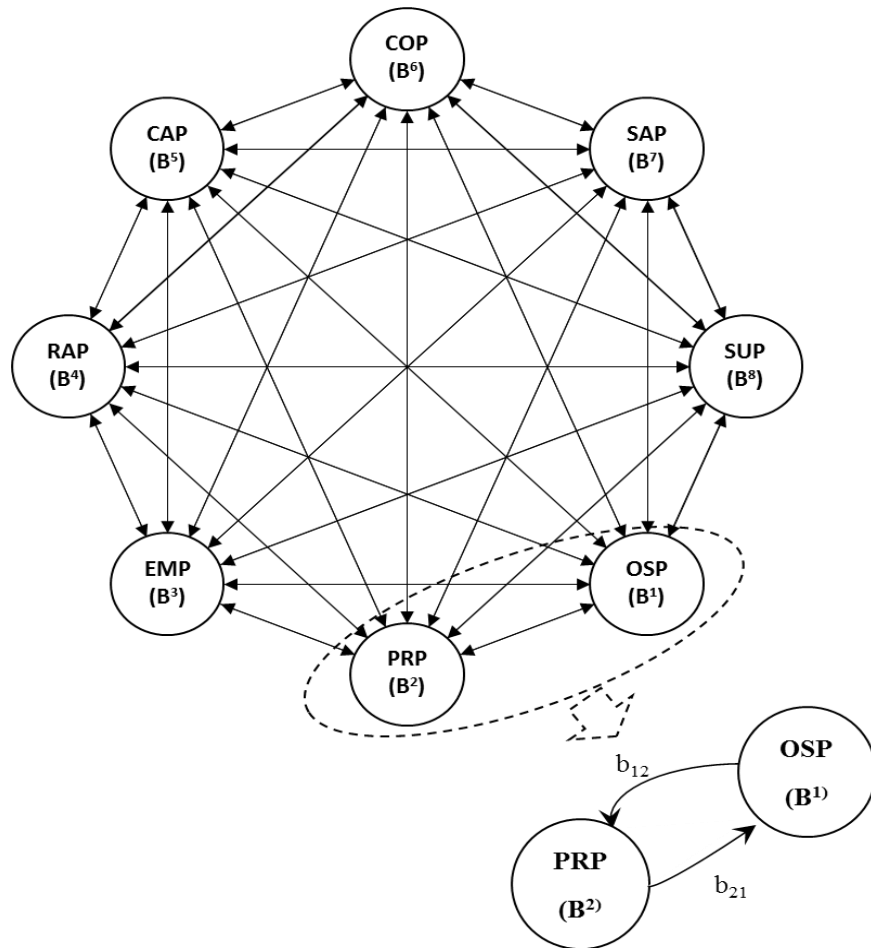 COP
(B⁶)
CAP
(B⁵)
SAP
(B⁷)
RAP
(B⁴)
SUP
(B⁸)
EMP
(B³)
OSP
(B¹)
PRP
(B²)
b₁₂
OSP
(B¹⁾
PRP
(B²⁾
b₂₁